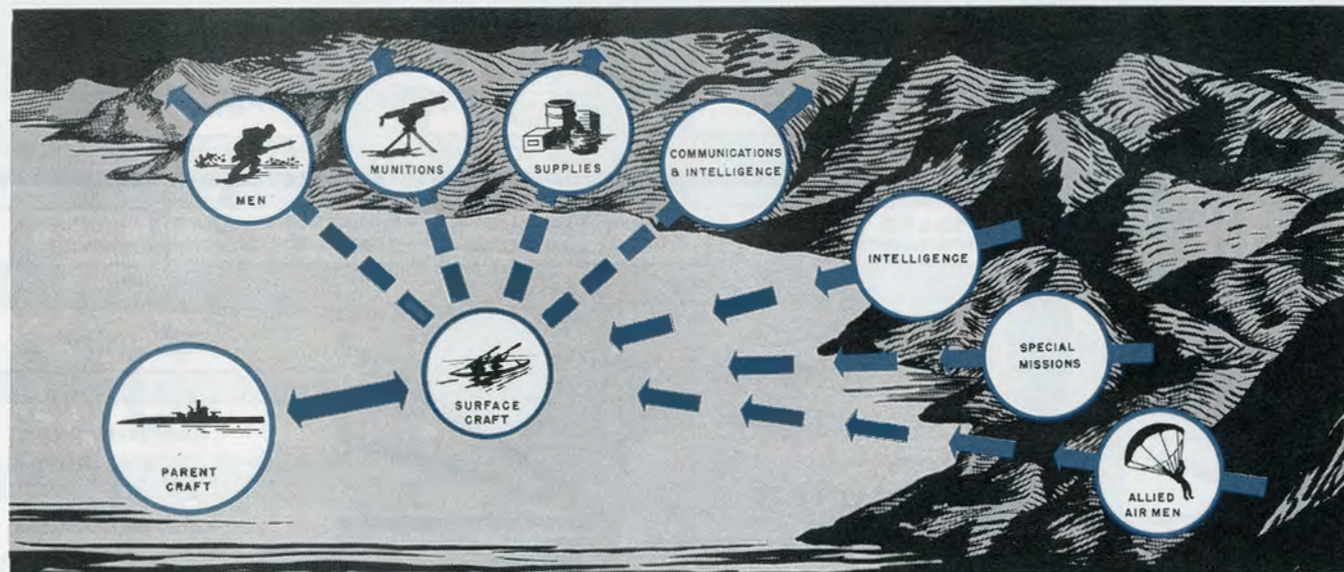 MEN
MUNITIONS
SUPPLIES
COMMUNICATIONS
& INTELLIGENCE
INTELLIGENCE
SPECIAL
MISSIONS
SURFACE
CRAFT
PARENT
CRAFT
ALLIED
AIR MEN